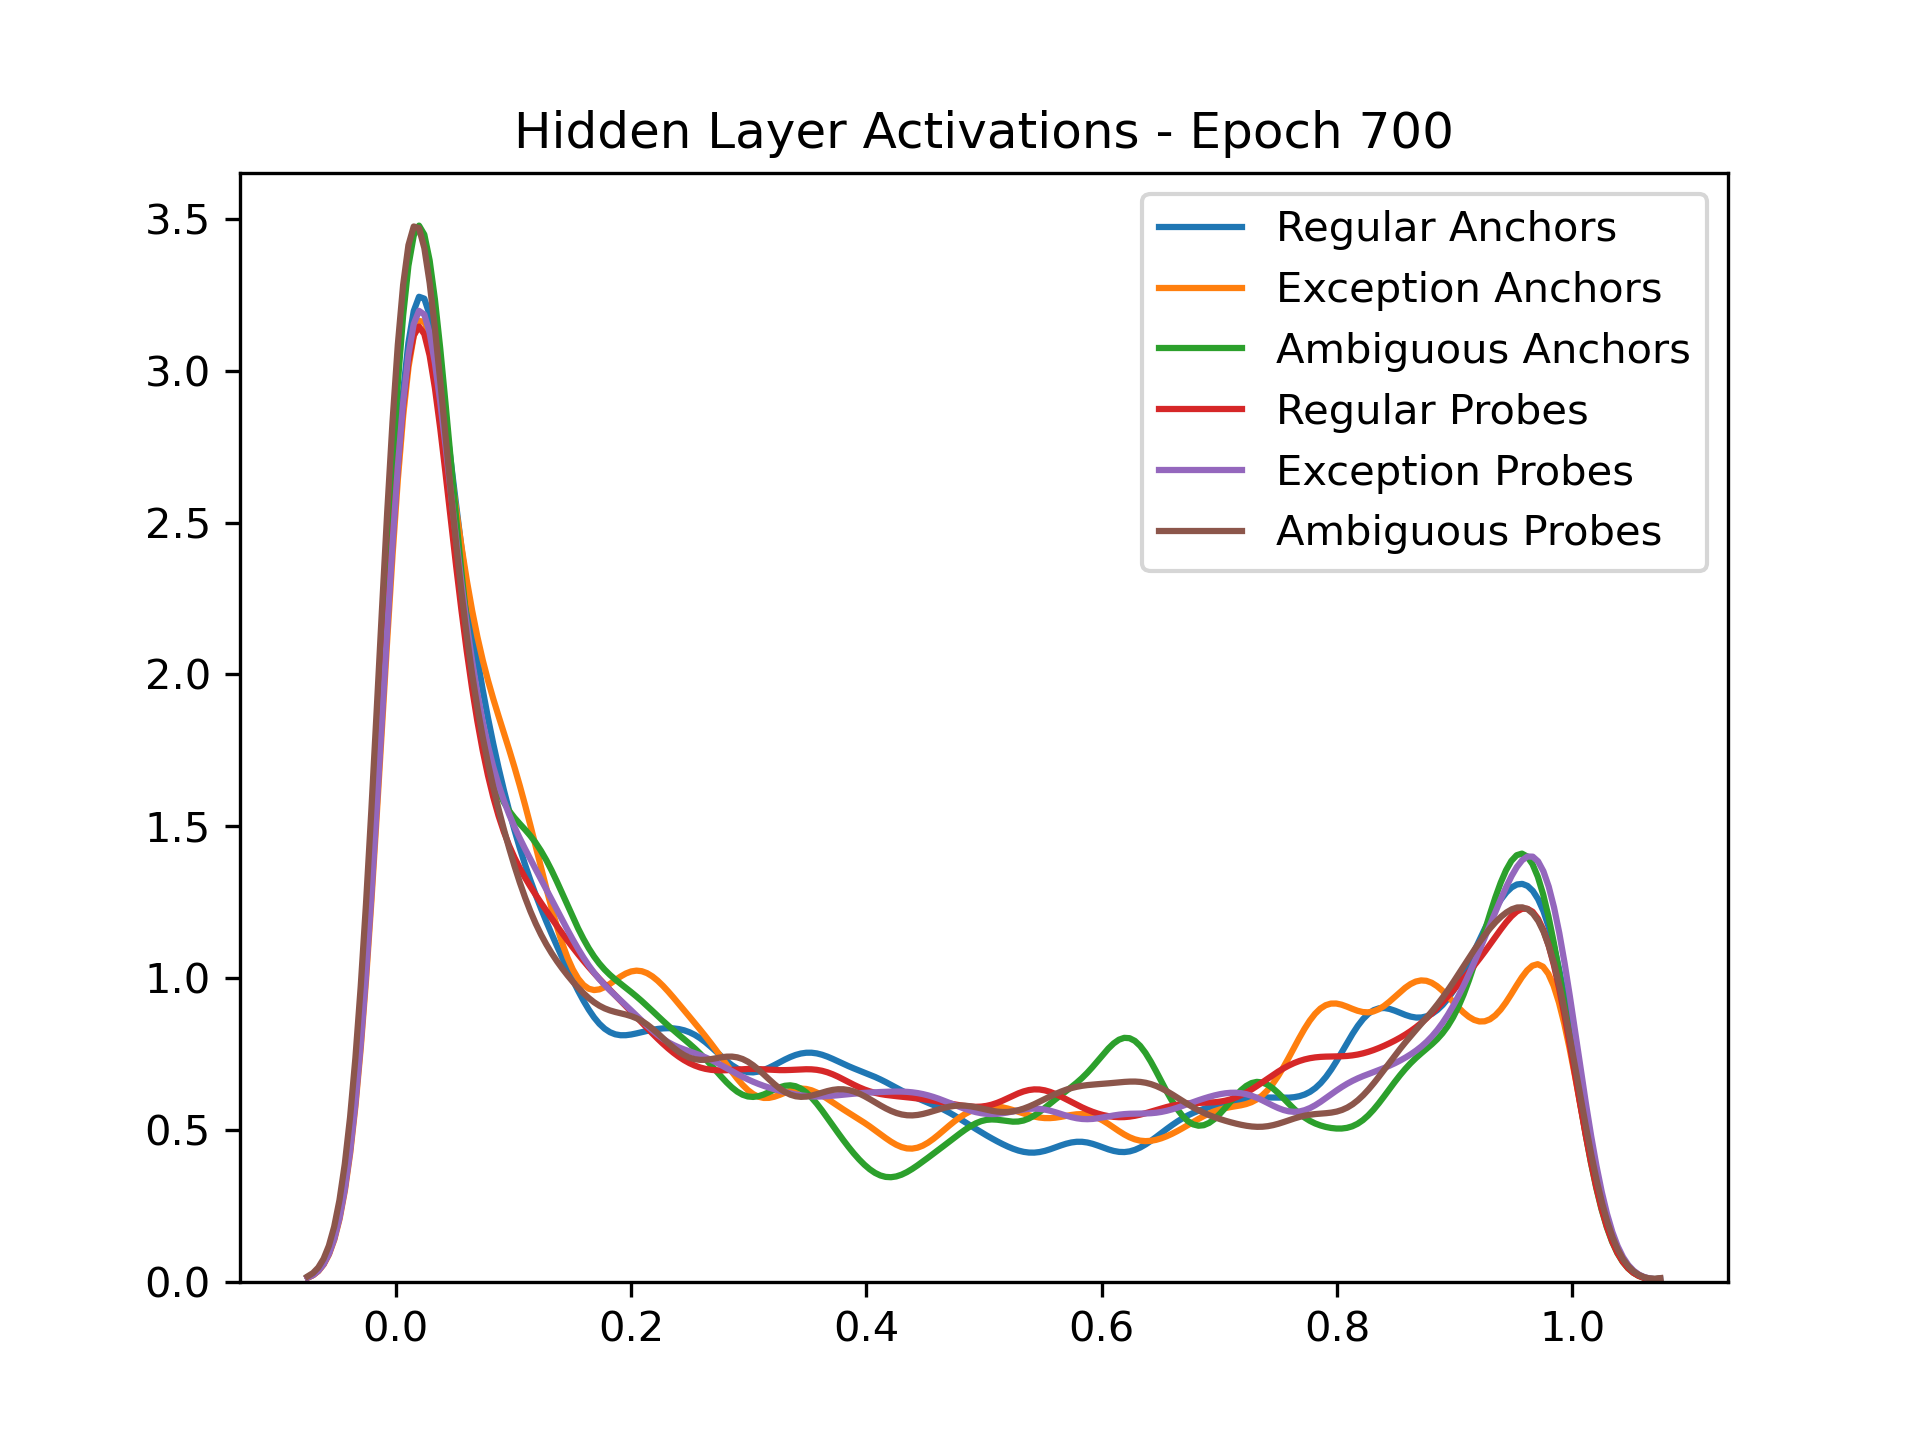 Hidden Layer Activations - Epoch 700
3.5
3.0
2.5
2.0
1.5
1.0
0.5
0.0
Regular Anchors
Exception Anchors
Ambiguous Anchors
Regular Probes
Exception Probes
Ambiguous Probes
0.0 0.2 0.4 0.6 0.8 1.0